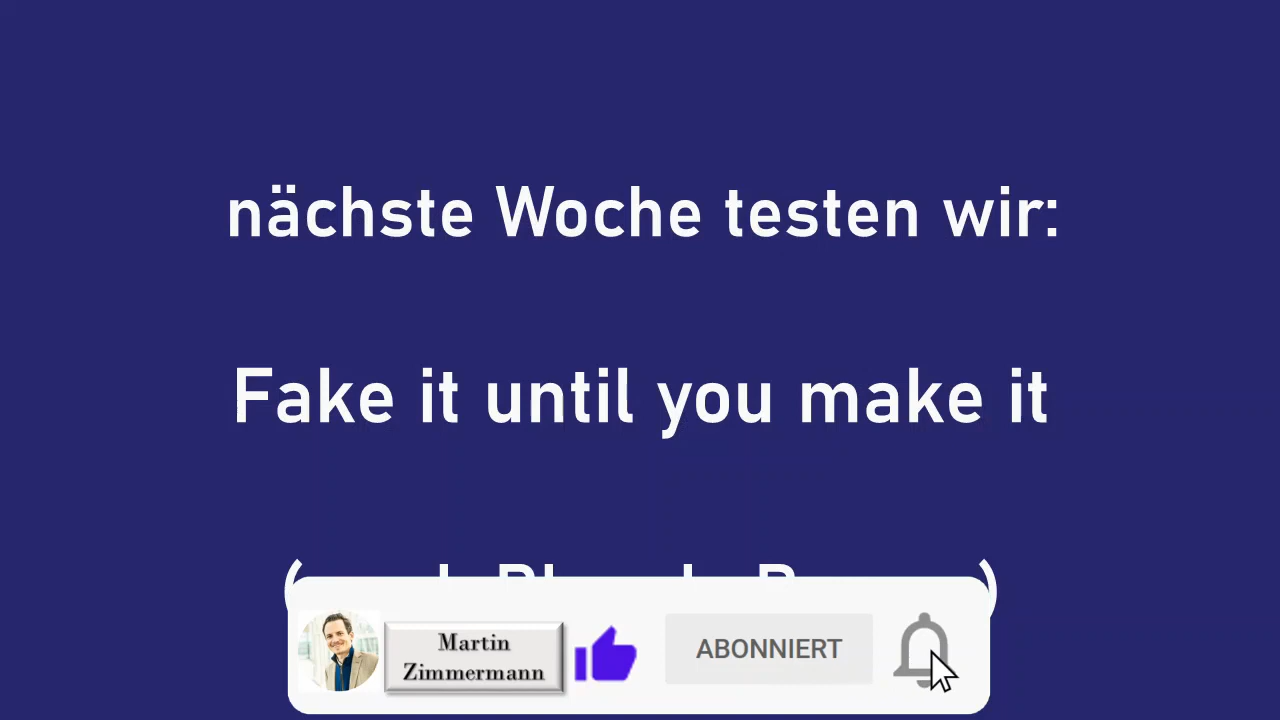 nächste Woche testen wir:
Fake it until you make it
Martin
Zimmermann
ABONNIERT